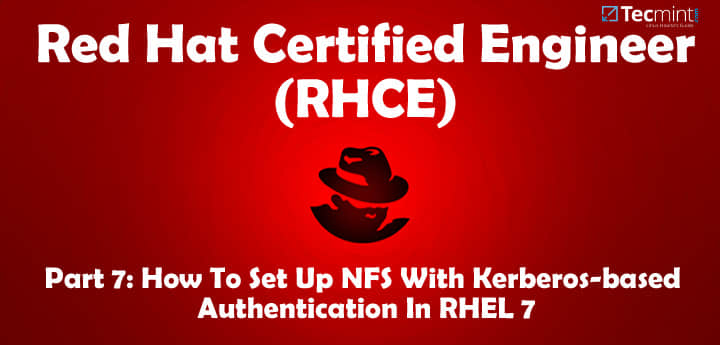 Tecmint
.com
Red Hat Certified Engineer
(RHCE)
Part 7: How To Set Up NFS With Kerberos-based
Authentication In RHEL 7